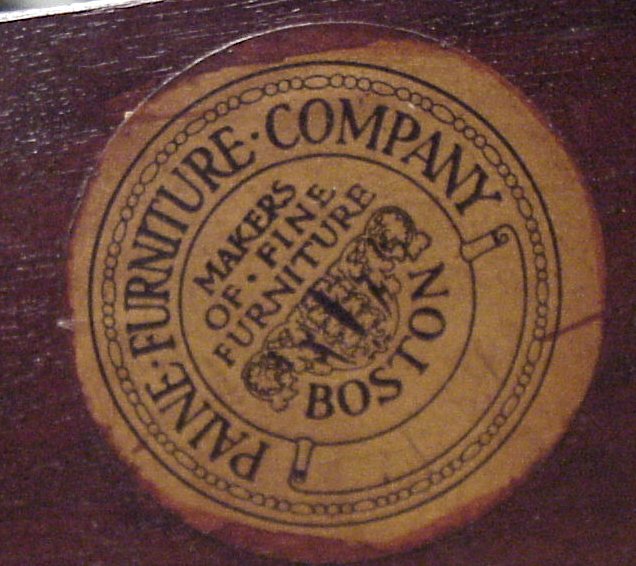 PAINE·FURNITURE·COMPANY
MAKERS
OF·FINE
FURNITURE
BOSTON